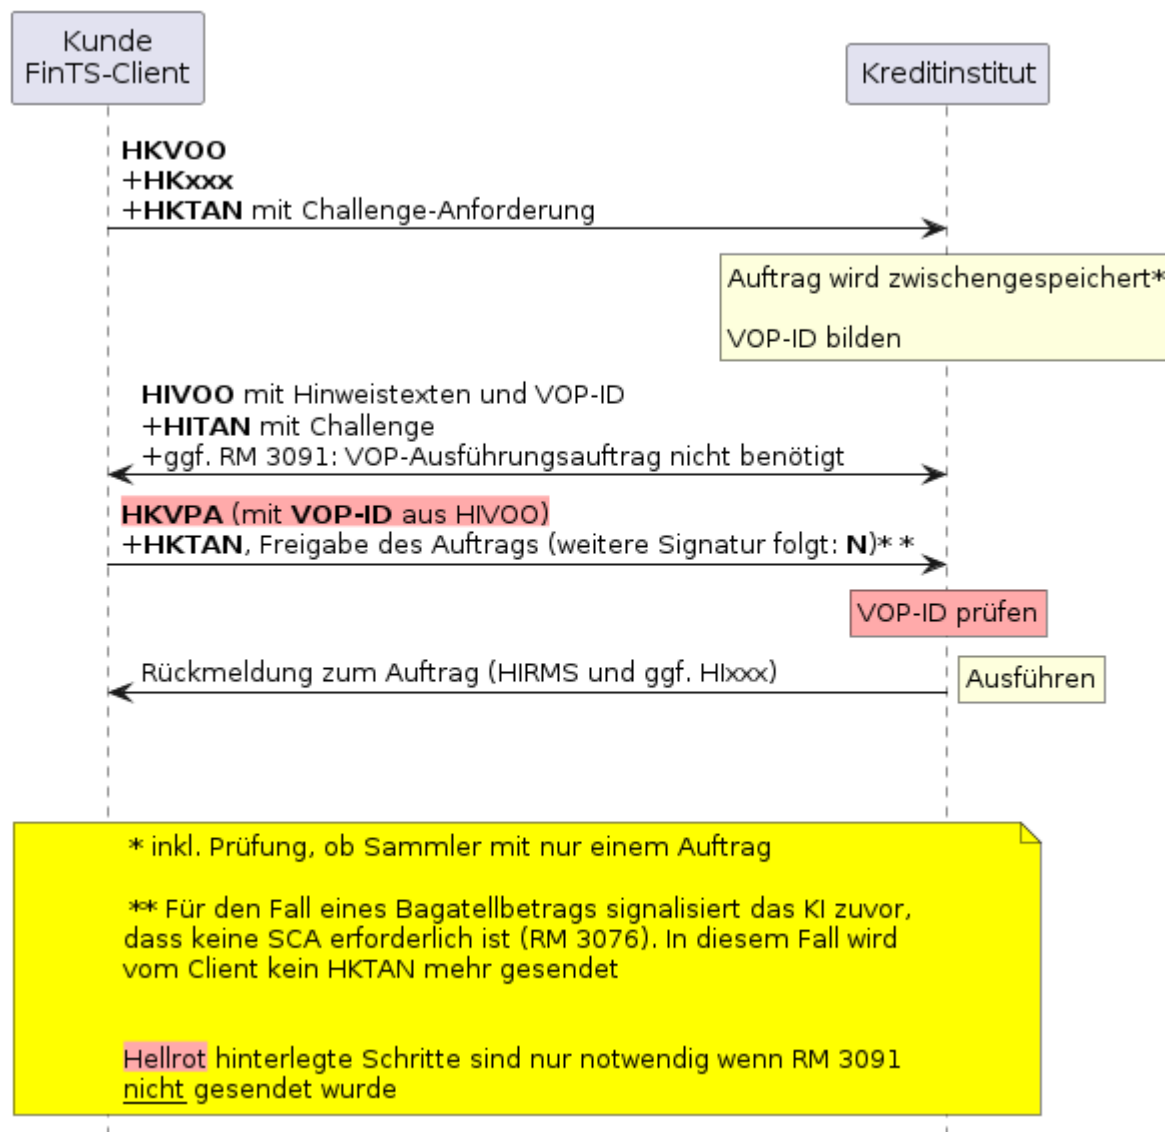 Kunde
FinTS-Client
Kreditinstitut
HKVOO
+HKxxx
+HKTAN mit Challenge-Anforderung
Auftrag wird zwischengespeichert*
VOP-ID bilden
HIVOO mit Hinweistexten und VOP-ID
+HITAN mit Challenge
+ggf. RM 3091: VOP-Ausführungsauftrag nicht benötigt
HKVPA (mit VOP-ID aus HIVOO)
+HKTAN, Freigabe des Auftrags (weitere Signatur folgt: N)* *
VOP-ID prüfen
Rückmeldung zum Auftrag (HIRMS und ggf. HIxxx)
Ausführen
* inkl. Prüfung, ob Sammler mit nur einem Auftrag
** Für den Fall eines Bagatellbetrags signalisiert das KI zuvor,
dass keine SCA erforderlich ist (RM 3076). In diesem Fall wird
vom Client kein HKTAN mehr gesendet
Hellrot hinterlegte Schritte sind nur notwendig wenn RM 3091
nicht gesendet wurde